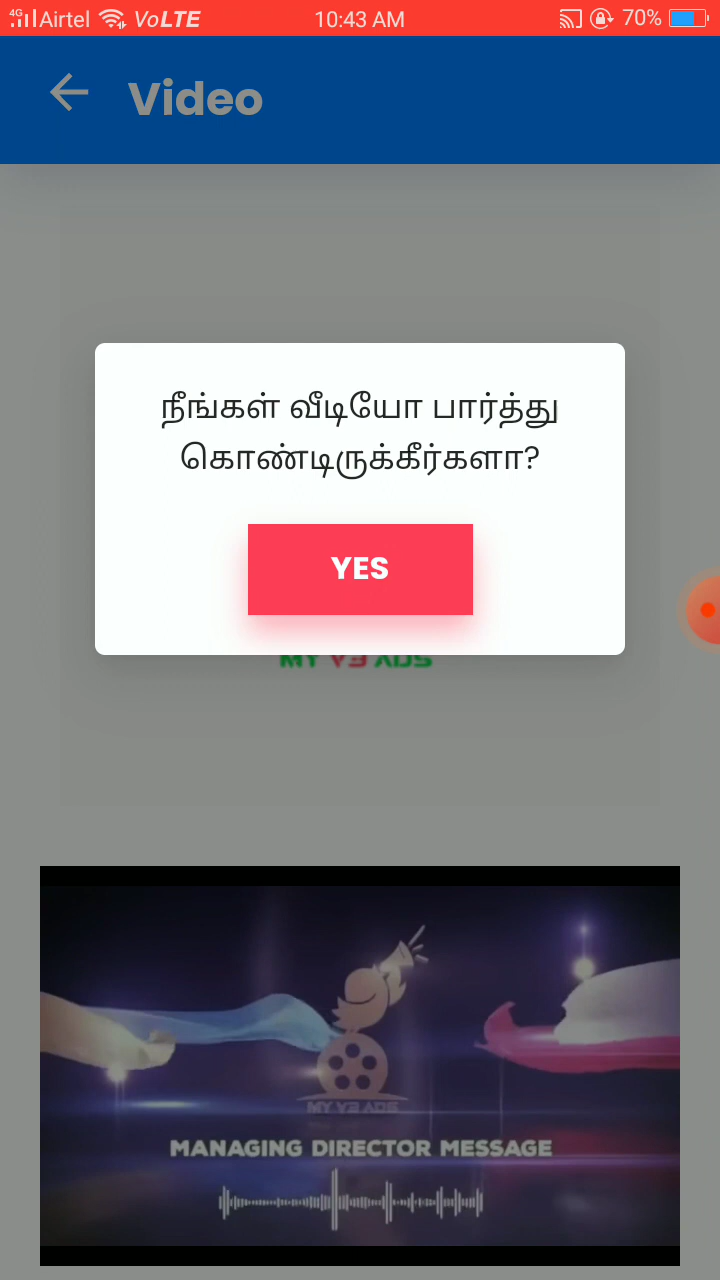 4G Airtel VoLTE 10:43 AM 70%
Video
நீங்கள் வீடியோ பார்த்து
கொண்டிருக்கீர்களா?
YES
MY V3 ADS
MY V3 ADS
MANAGING DIRECTOR MESSAGE